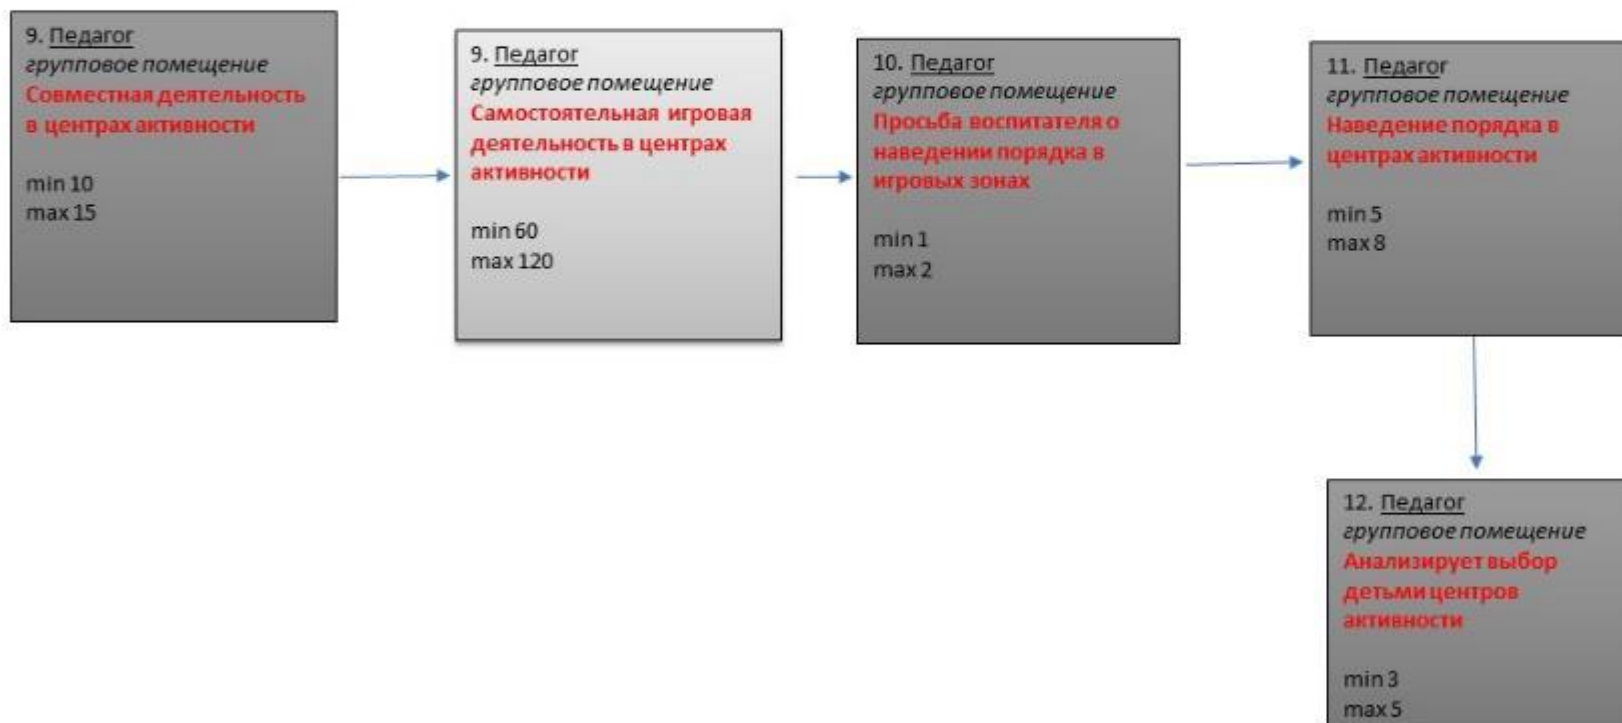 9. Педагог
групповое помещение
Совместная деятельность
в центрах активности
min 10
max 15
9. Педагог
групповое помещение
Самостоятельная игровая
деятельность в центрах
активности
min 60
max 120
10. Педагог
групповое помещение
Просьба воспитателя о
наведении порядка в
игровых зонах
min 1
max 2
11. Педагог
групповое помещение
Наведение порядка в
центрах активности
min 5
max 8
12. Педагог
групповое помещение
Анализирует выбор
детьми центров
активности
min 3
max 5